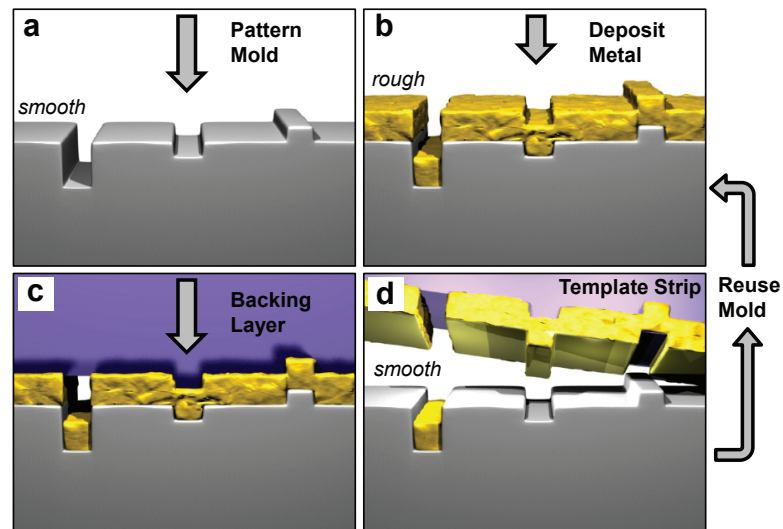 a
Pattern
Mold
smooth
b
Deposit
Metal
rough
c
Backing
Layer
d
Template Strip
smooth
Reuse
Mold